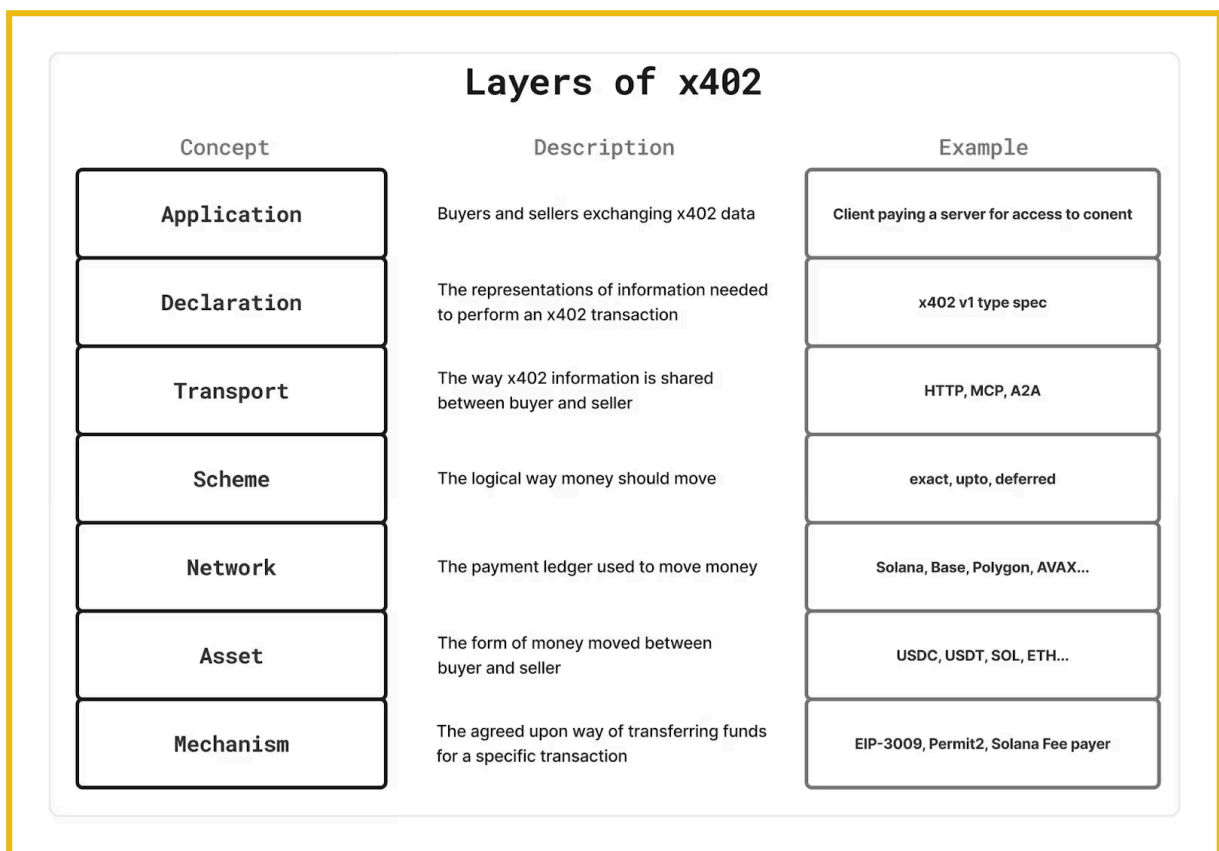 Layers of x402
Concept
Description
Example
Application
Buyers and sellers exchanging x402 data
Client paying a server for access to conent
Declaration
The representations of information needed
to perform an x402 transaction
x402 v1 type spec
Transport
The way x402 information is shared
between buyer and seller
HTTP, MCP, A2A
Scheme
The logical way money should move
exact, upto, deferred
Network
The payment ledger used to move money
Solana, Base, Polygon, AVAX...
Asset
The form of money moved between
buyer and seller
USDC, USDT, SOL, ETH...
Mechanism
The agreed upon way of transferring funds
for a specific transaction
EIP-3009, Permit2, Solana Fee payer